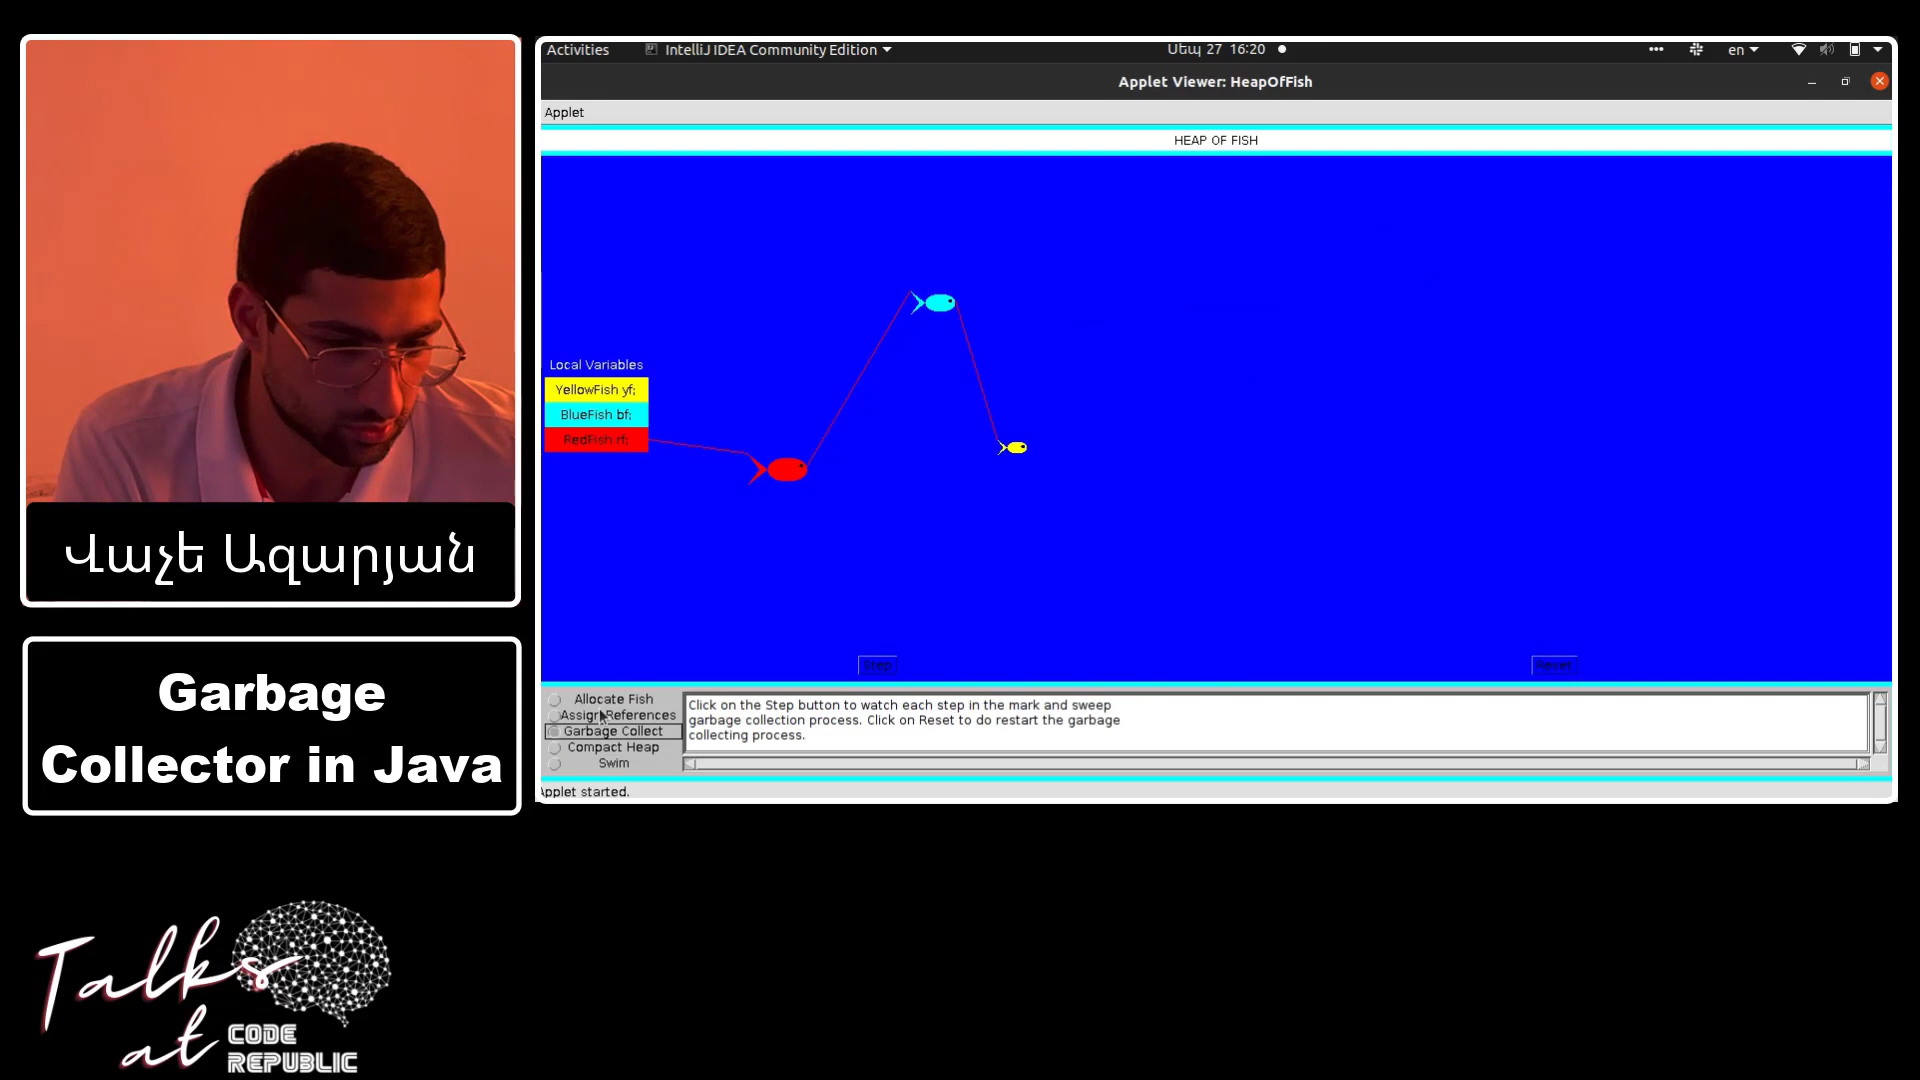 Վաչե Ազարյան
Garbage
Collector in Java
Talks
at
CODE
REPUBLIC
Activities
IntelliJ IDEA Community Edition
Սեպ 27 16:20
en
Applet Viewer: HeapOfFish
Applet
HEAP OF FISH
Local Variables
YellowFish yf;
BlueFish bf;
RedFish rf;
Step
Reset
Allocate Fish
Assign References
Garbage Collect
Compact Heap
Swim
Click on the Step button to watch each step in the mark and sweep
garbage collection process. Click on Reset to do restart the garbage
collecting process.
Applet started.